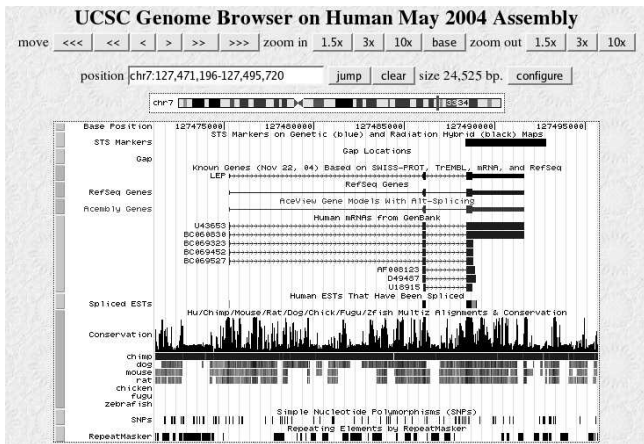 UCSC Genome Browser on Human May 2004 Assembly
move <<< << < > >> >>> zoom in 1.5x 3x 10x base zoom out 1.5x 3x 10x
position chr7:127,471,196-127,495,720 jump clear size 24,525 bp. configure
chr7
Base Position 127475000 127480000 127485000 127490000 127495000
STS Markers on Genetic (blue) and Radiation Hybrid (black) Maps
STS Markers
Gap Locations
Gap
Known Genes (Nov 22, 04) Based on SWISS-PROT, TrEMBL, mRNA, and RefSeq
LEP
RefSeq Genes
RefSeq Genes
AceView Gene Models With Alt-Splicing
Acembly Genes
Human mRNAs from GenBank
U43653
BC060830
BC069323
BC069452
BC069527
AF008123
D49487
U18915
Human ESTs That Have Been Spliced
Spliced ESTs
Hu/Chimp/Mouse/Rat/Dog/Chick/Fugu/Zfish Multiz Alignments & Conservation
Conservation
chimp
dog
mouse
rat
chicken
fugu
zebrafish
Simple Nucleotide Polymorphisms (SNPs)
SNPs
Repeating Elements by RepeatMasker
RepeatMasker